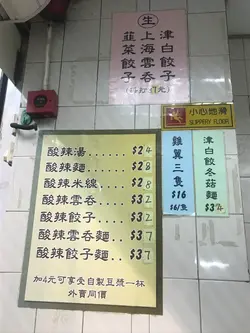 生
津白餃子
上海雲吞
韮菜餃子
小心地滑
SLIPPERY FLOOR
津白餃子冬菇麵
雞翼三隻
$16
酸辣湯....$24
酸辣麵....$28
酸辣米線..$28
酸辣雲吞..$32
酸辣餃子..$32
酸辣雲吞麵..$37
酸辣餃子麵..$37
加4元可享受自製豆漿一杯
外賣同價